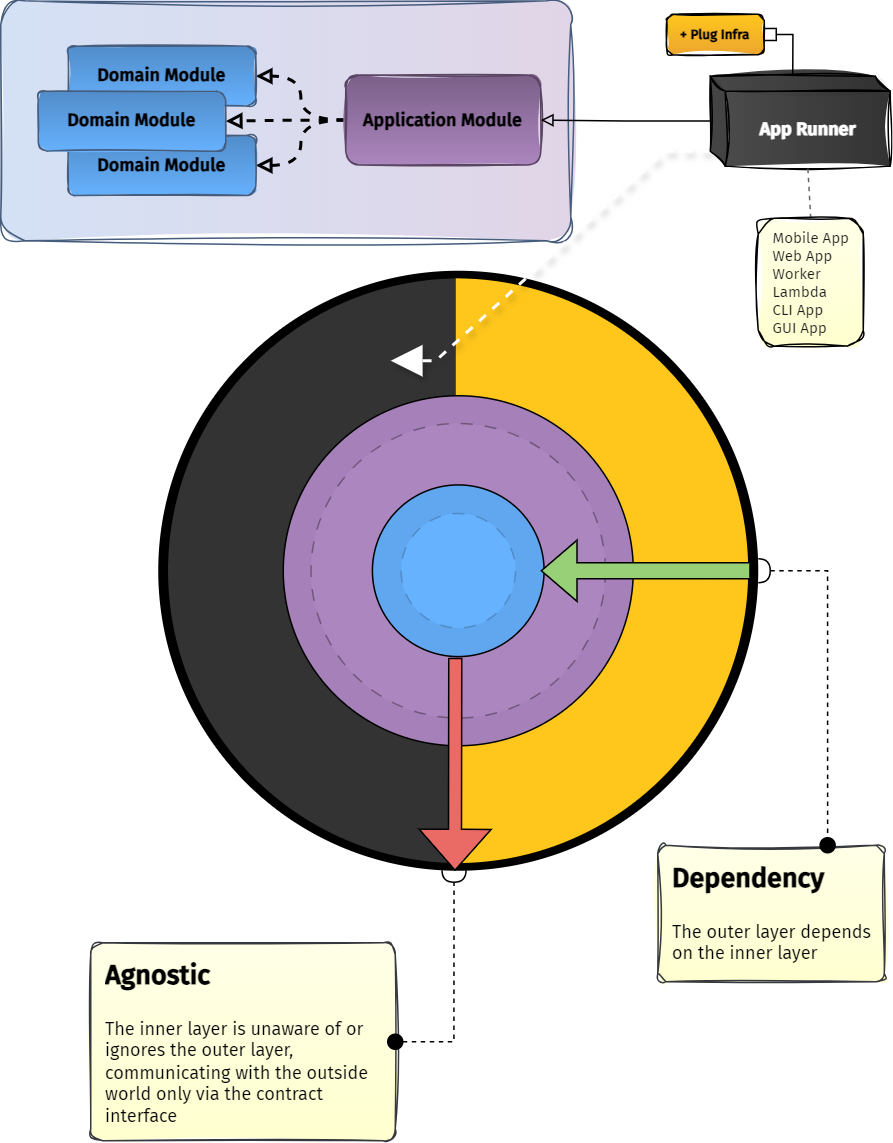 + Plug Infra
Domain Module
Domain Module
Domain Module
Application Module
App Runner
Mobile App
Web App
Worker
Lambda
CLI App
GUI App
Dependency
The outer layer depends
on the inner layer
Agnostic
The inner layer is unaware of or
ignores the outer layer,
communicating with the outside
world only via the contract
interface